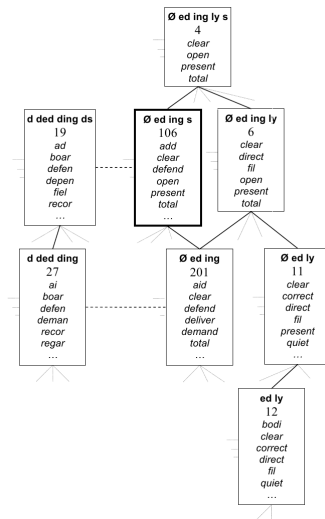 Ø ed ing ly s
4
clear
open
present
total
d ded ding ds
19
ad
boar
defen
depen
fiel
recor
...
Ø ed ing s
106
add
clear
defend
open
present
total
...
Ø ed ing ly
6
clear
direct
fil
open
present
total
d ded ding
27
ai
boar
defen
deman
recor
regar
...
Ø ed ing
201
aid
clear
defend
deliver
demand
total
...
Ø ed ly
11
clear
correct
direct
fil
present
quiet
...
ed ly
12
bodi
clear
correct
direct
fil
quiet
...